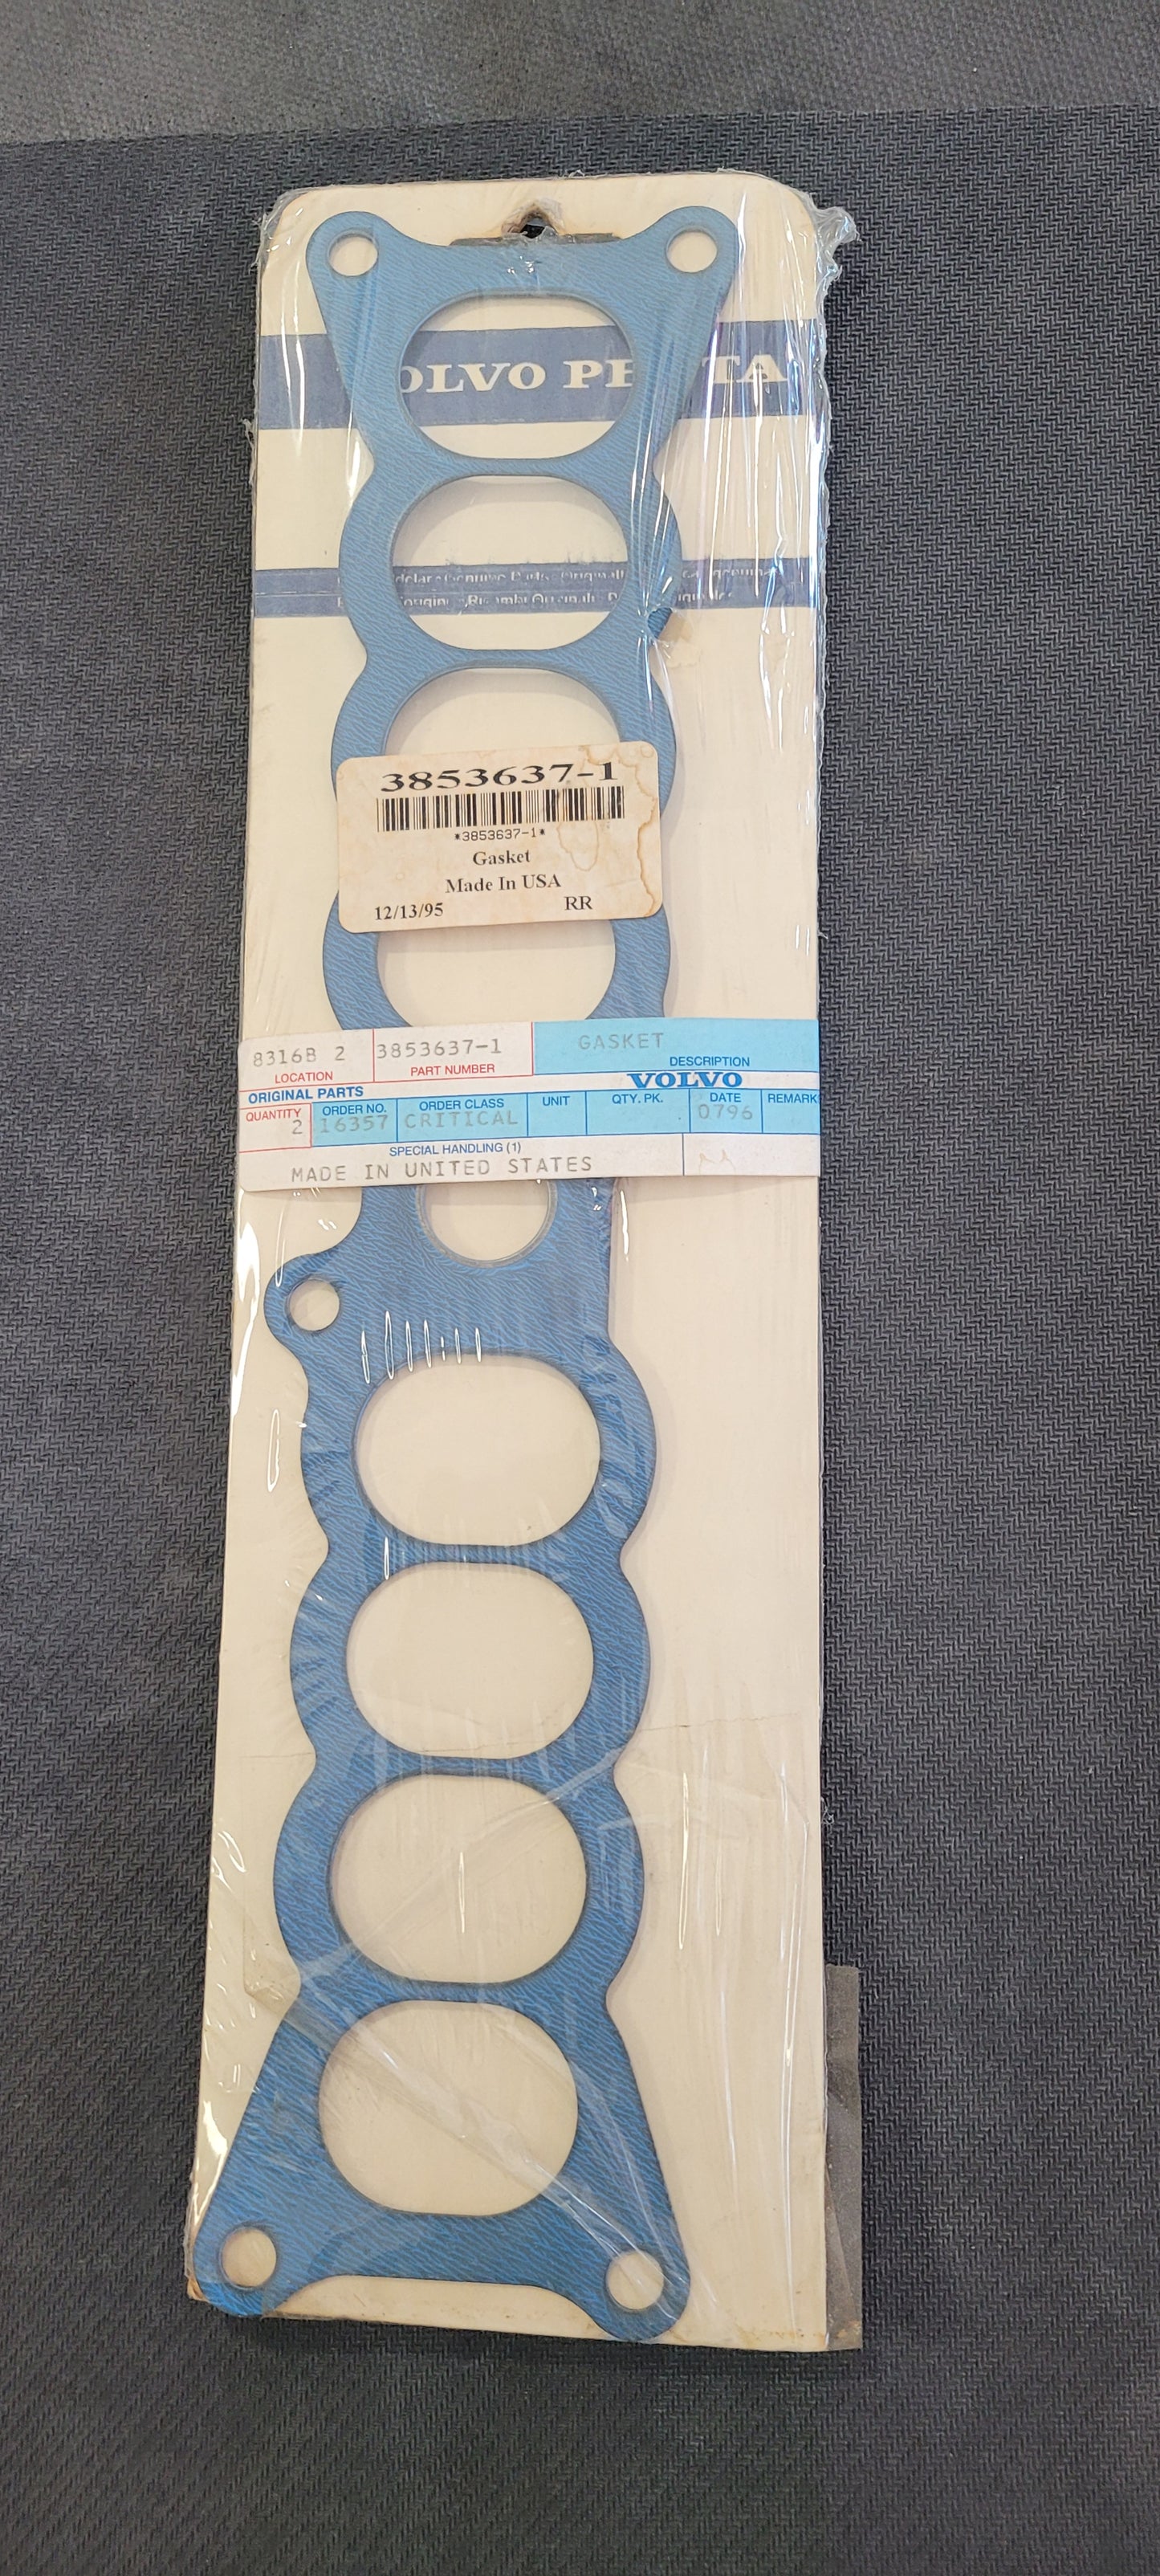 OLVO PE TA
3853637-1
*3853637-1*
Gasket
Made In USA
12/13/95 RR
8316B 2 3853637-1 GASKET
LOCATION PART NUMBER DESCRIPTION
ORIGINAL PARTS VOLVO
QUANTITY ORDER NO. ORDER CLASS UNIT QTY. PK. DATE REMARK
2 16357 CRITICAL 0796
SPECIAL HANDLING (1)
MADE IN UNITED STATES